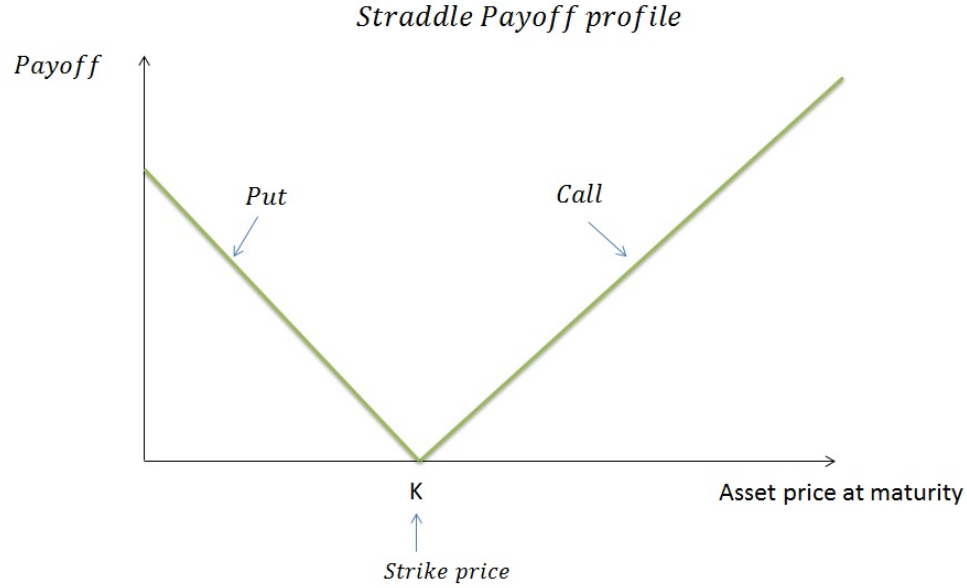 Straddle Payoff profile
Payoff
Put
Call
K
Asset price at maturity
Strike price